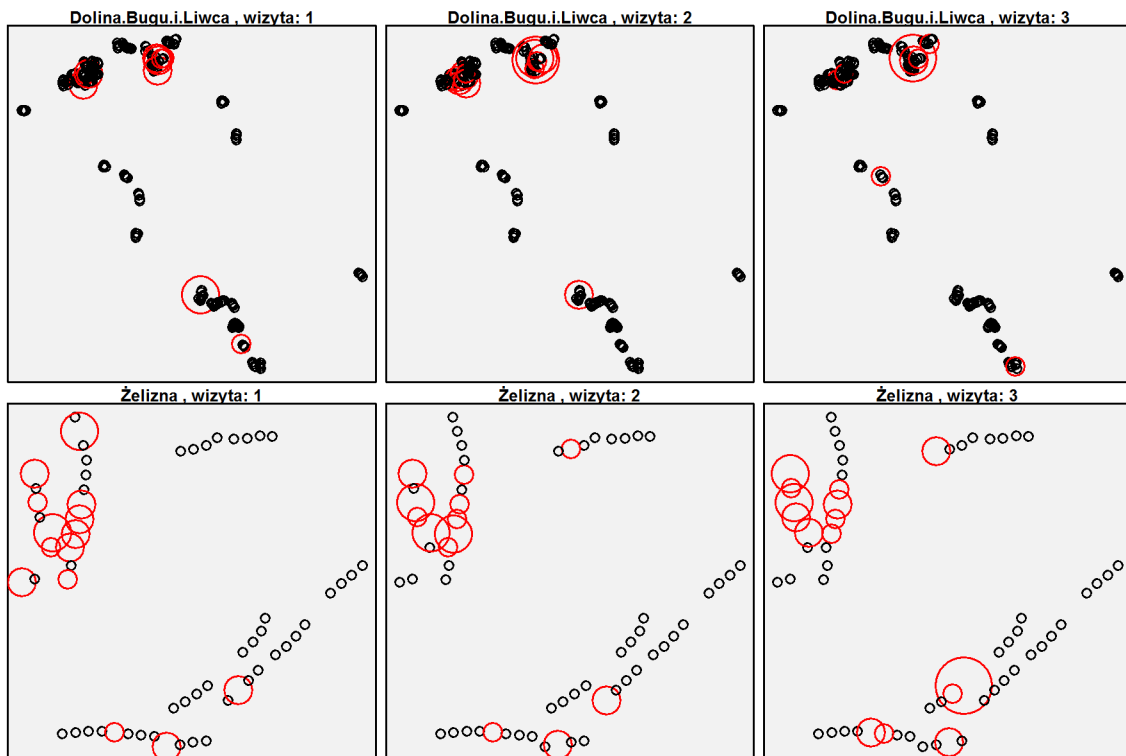 Dolina.Bugu.i.Liwca , wizyta: 1
Dolina.Bugu.i.Liwca , wizyta: 2
Dolina.Bugu.i.Liwca , wizyta: 3
Żelizna , wizyta: 1
Żelizna , wizyta: 2
Żelizna , wizyta: 3